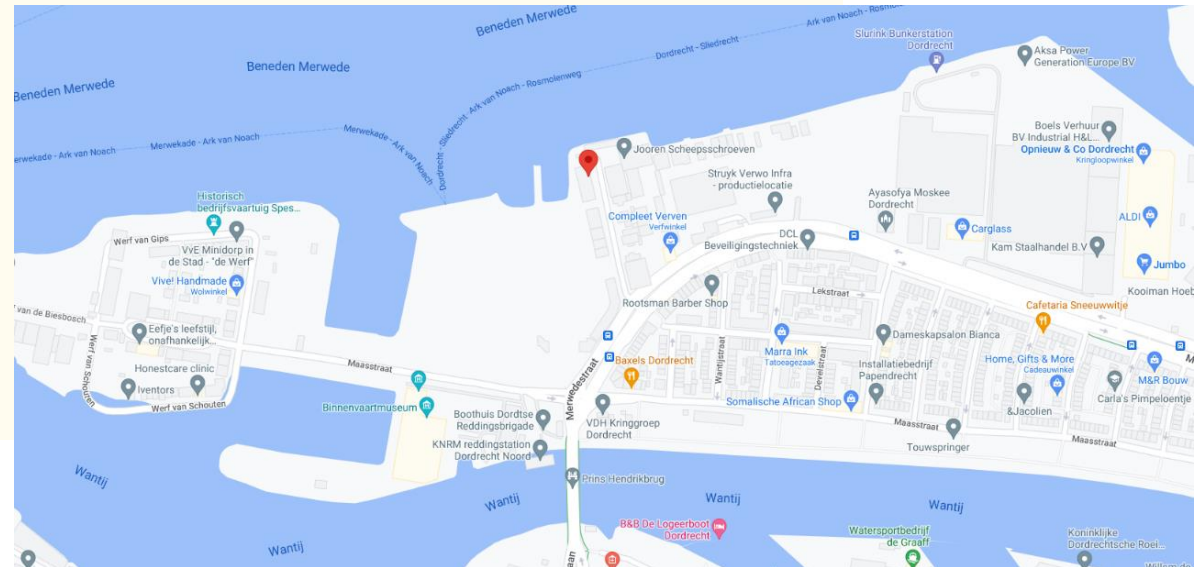 Beneden Merwede
Ark van Noach - Rosmolenweg
Slurink Bunkerstation
Dordrecht
Aksa Power
Generation Europe BV
Dordrecht - Sliedrecht
Beneden Merwede
Beneden Merwede
Dordrecht - Sliedrecht - Ark van Noach - Rosmolenweg
Merwekade - Ark van Noach
Merwekade - Ark van Noach
Merwekade - Ark van Noach
Boels Verhuur
BV Industrial H&L...
Opnieuw & Co Dordrecht
Kringloopwinkel
Jooren Scheepsschroeven
Struyk Verwo Infra
- productielocatie
Ayasofya Moskee
Dordrecht
Historisch
bedrijfsvaartuig Spes...
Compleet Verven
Verfwinkel
ALDI
Carglass
DCL
Beveiligingstechniek
Kam Staalhandel B.V
Werf van Gips
VvE Minidorp in
de Stad - "de Werf"
Jumbo
Vive! Handmade
Wolwinkel
Lekstraat
Kooiman Hoeb
Rootsman Barber Shop
Cafetaria Sneeuwwitje
van de Biesbosch
Eefje's leefstijl,
onafhankelijk...
Dameskapsalon Bianca
Marra Ink
Tatoeagezaak
Wantijstraat
Develstraat
Werf van Schouten
Honestcare clinic
Maasstraat
Merwedestraat
Baxels Dordrecht
Installatiebedrijf
Papendrecht
Home, Gifts & More
Cadeauwinkel
M&R Bouw
Iventors
Werf van Schouten
Binnenvaartmuseum
Somalische African Shop
&Jacolien
Carla's Pimpeloentje
Boothuis Dordtse
Reddingsbrigade
VDH Kringgroep
Dordrecht
Maasstraat
Maasstraat
KNRM reddingstation
Dordrecht Noord
Touwspringer
Wantij
Prins Hendrikbrug
Wantij
Wantij
Wantij
B&B De Logeerboot
Dordrecht
Watersportbedrijf
de Graaff
Koninklijke
Dordrechtsche Roei...
Wantij